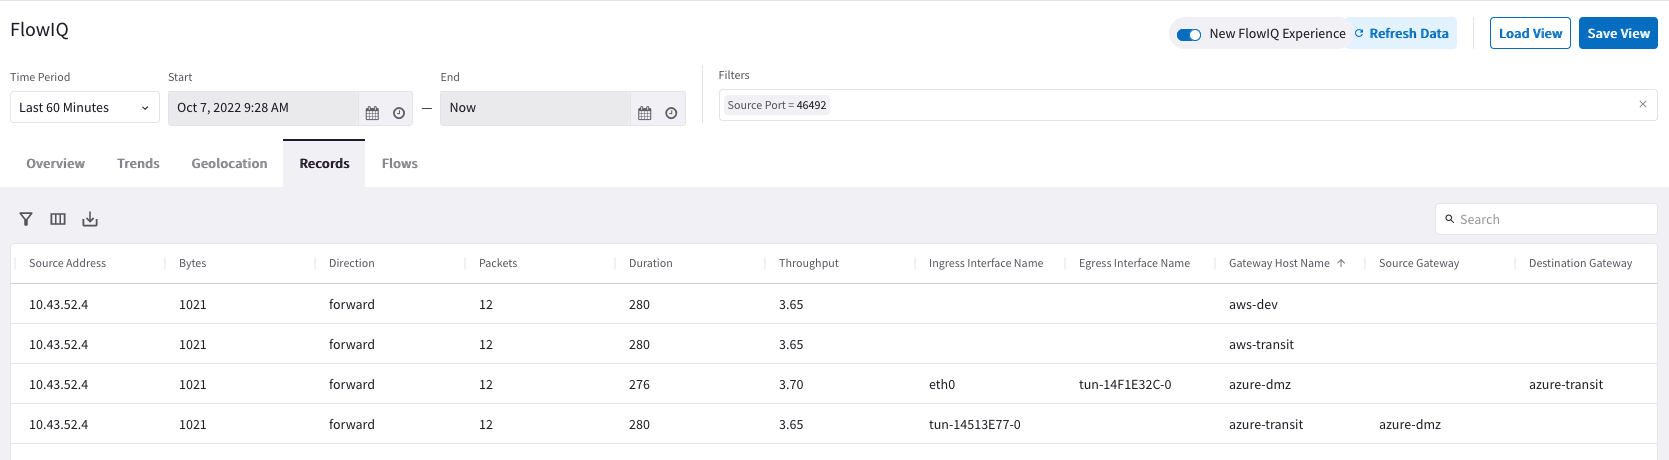 FlowIQ
New FlowIQ Experience Refresh Data Load View Save View
Time Period Start End Filters
Last 60 Minutes Oct 7, 2022 9:28 AM — Now Source Port = 46492 ×
Overview Trends Geolocation Records Flows
Search
Source Address Bytes Direction Packets Duration Throughput Ingress Interface Name Egress Interface Name Gateway Host Name Source Gateway Destination Gateway
10.43.52.4 1021 forward 12 280 3.65 aws-dev
10.43.52.4 1021 forward 12 280 3.65 aws-transit
10.43.52.4 1021 forward 12 276 3.70 eth0 tun-14F1E32C-0 azure-dmz azure-transit
10.43.52.4 1021 forward 12 280 3.65 tun-14513E77-0 azure-transit azure-dmz